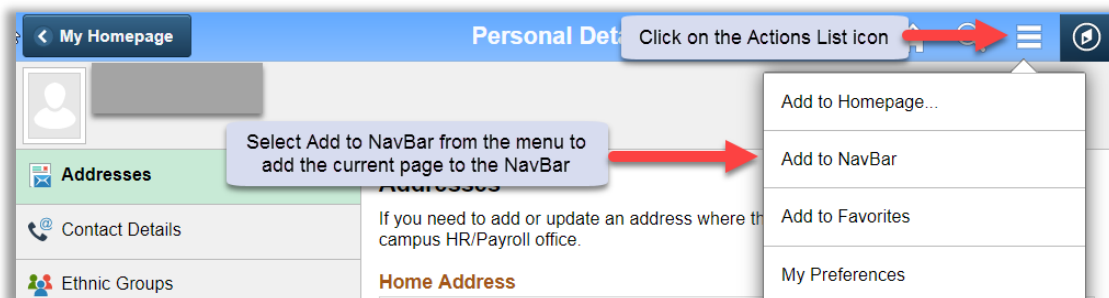 My Homepage
Personal Det
Click on the Actions List icon
Add to Homepage...
Select Add to NavBar from the menu to
add the current page to the NavBar
Add to NavBar
Addresses
Addresses
If you need to add or update an address where th
campus HR/Payroll office.
Add to Favorites
Contact Details
Home Address
My Preferences
Ethnic Groups